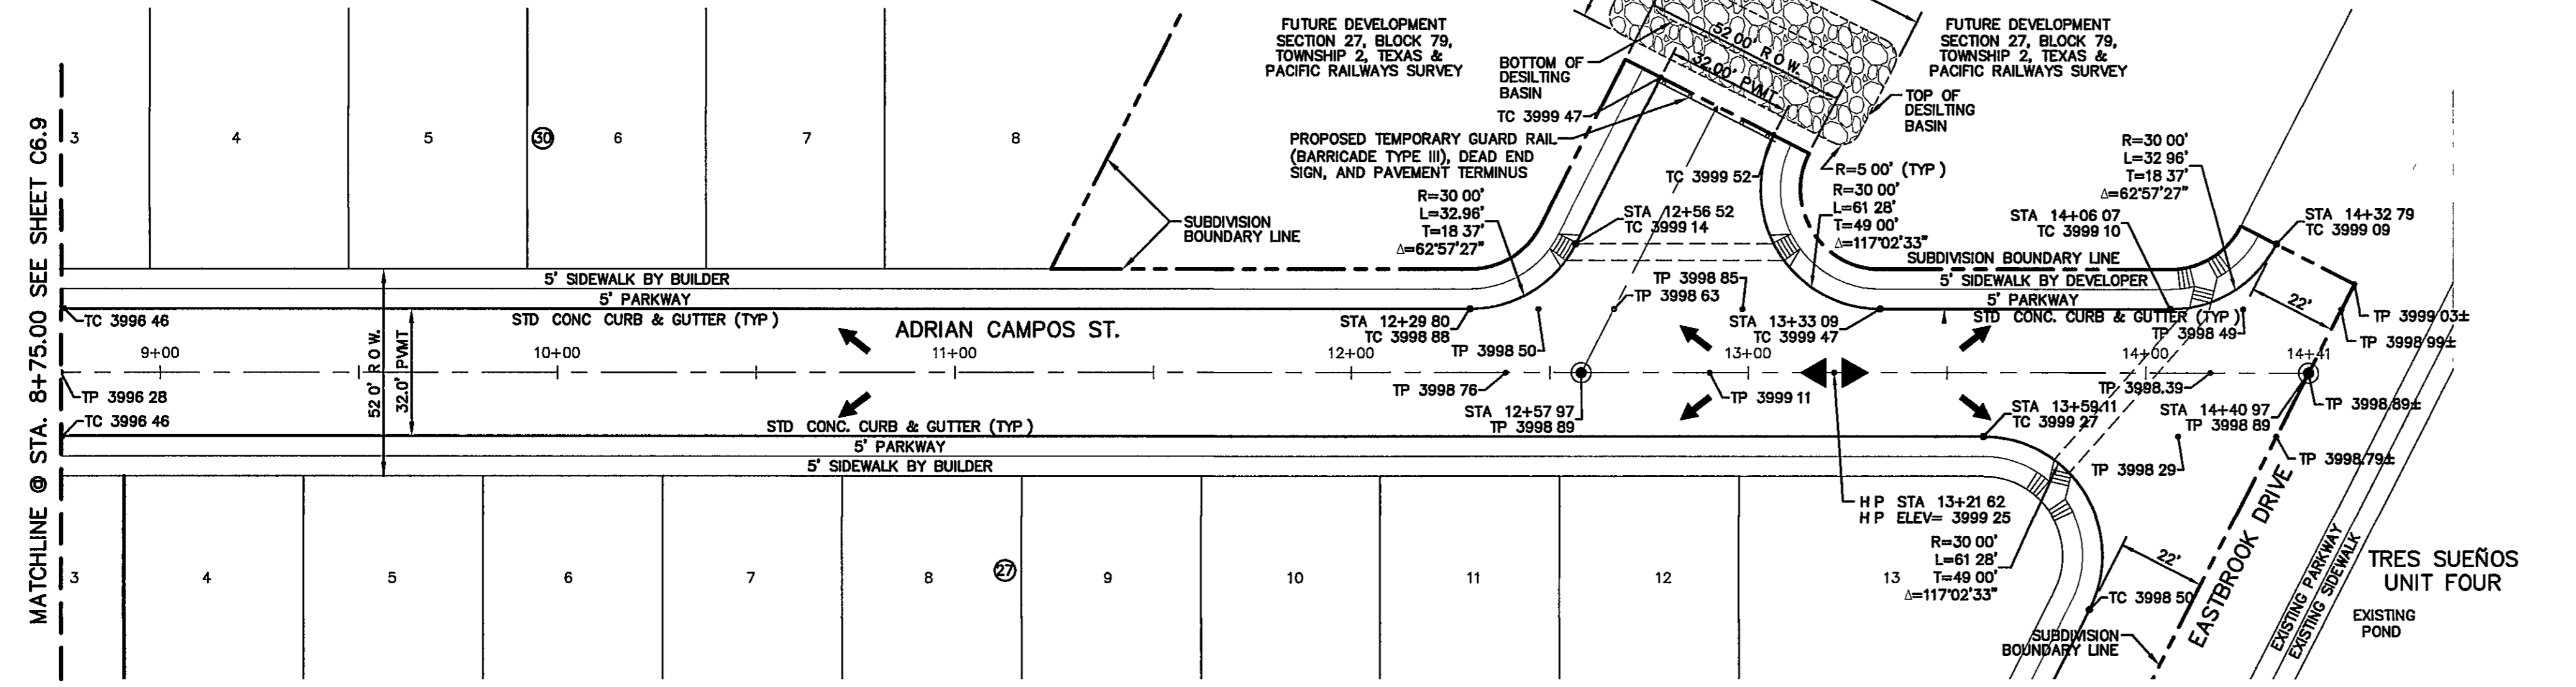 MATCHLINE @ STA. 8+75.00 SEE SHEET C6.9
3
4
5
30
6
7
8
FUTURE DEVELOPMENT
SECTION 27, BLOCK 79,
TOWNSHIP 2, TEXAS &
PACIFIC RAILWAYS SURVEY
BOTTOM OF
DESILTING
BASIN
52.00' R O W.
32.00' PVMT.
FUTURE DEVELOPMENT
SECTION 27, BLOCK 79,
TOWNSHIP 2, TEXAS &
PACIFIC RAILWAYS SURVEY
TOP OF
DESILTING
BASIN
TC 3999 47
PROPOSED TEMPORARY GUARD RAIL
(BARRICADE TYPE III), DEAD END
SIGN, AND PAVEMENT TERMINUS
TC 3999 52
R=5 00' (TYP )
R=30 00'
L=32.96'
T=18 37'
Δ=62°57'27"
STA 12+56 52
TC 3999 14
R=30 00'
L=61 28'
T=49 00'
Δ=117°02'33"
R=30 00'
L=32 96'
T=18 37'
Δ=62°57'27"
STA 14+06 07
TC 3999 10
STA 14+32 79
TC 3999 09
SUBDIVISION
BOUNDARY LINE
SUBDIVISION BOUNDARY LINE
5' SIDEWALK BY BUILDER
5' PARKWAY
STD CONC CURB & GUTTER (TYP )
5' SIDEWALK BY DEVELOPER
5' PARKWAY
STD CONC. CURB & GUTTER (TYP )
TP 3998 85
TP 3998 63
22'
TC 3996 46
ADRIAN CAMPOS ST.
STA 12+29 80
TC 3998 88
TP 3998 50
STA 13+33 09
TC 3999 47
TP 3998 49
TP 3999 03±
TP 3998 99±
9+00
10+00
11+00
12+00
13+00
14+00
14+41
52 0' R O W.
32.0' PVMT
TP 3996 28
TC 3996 46
TP 3998 76
STA 12+57 97
TP 3998 89
TP 3999 11
TP 3998.39
STA 13+59.11
TC 3999 27
STA 14+40 97
TP 3998 89
TP 3998 89±
STD CONC. CURB & GUTTER (TYP )
5' PARKWAY
5' SIDEWALK BY BUILDER
TP 3998 29
TP 3998.79±
H P STA 13+21 62
H P ELEV= 3999 25
R=30 00'
L=61 28'
T=49 00'
Δ=117°02'33"
3
4
5
6
7
8
27
9
10
11
12
13
22'
TC 3998 50
SUBDIVISION
BOUNDARY LINE
EASTBROOK DRIVE
EXISTING PARKWAY
EXISTING SIDEWALK
TRES SUEÑOS
UNIT FOUR
EXISTING
POND